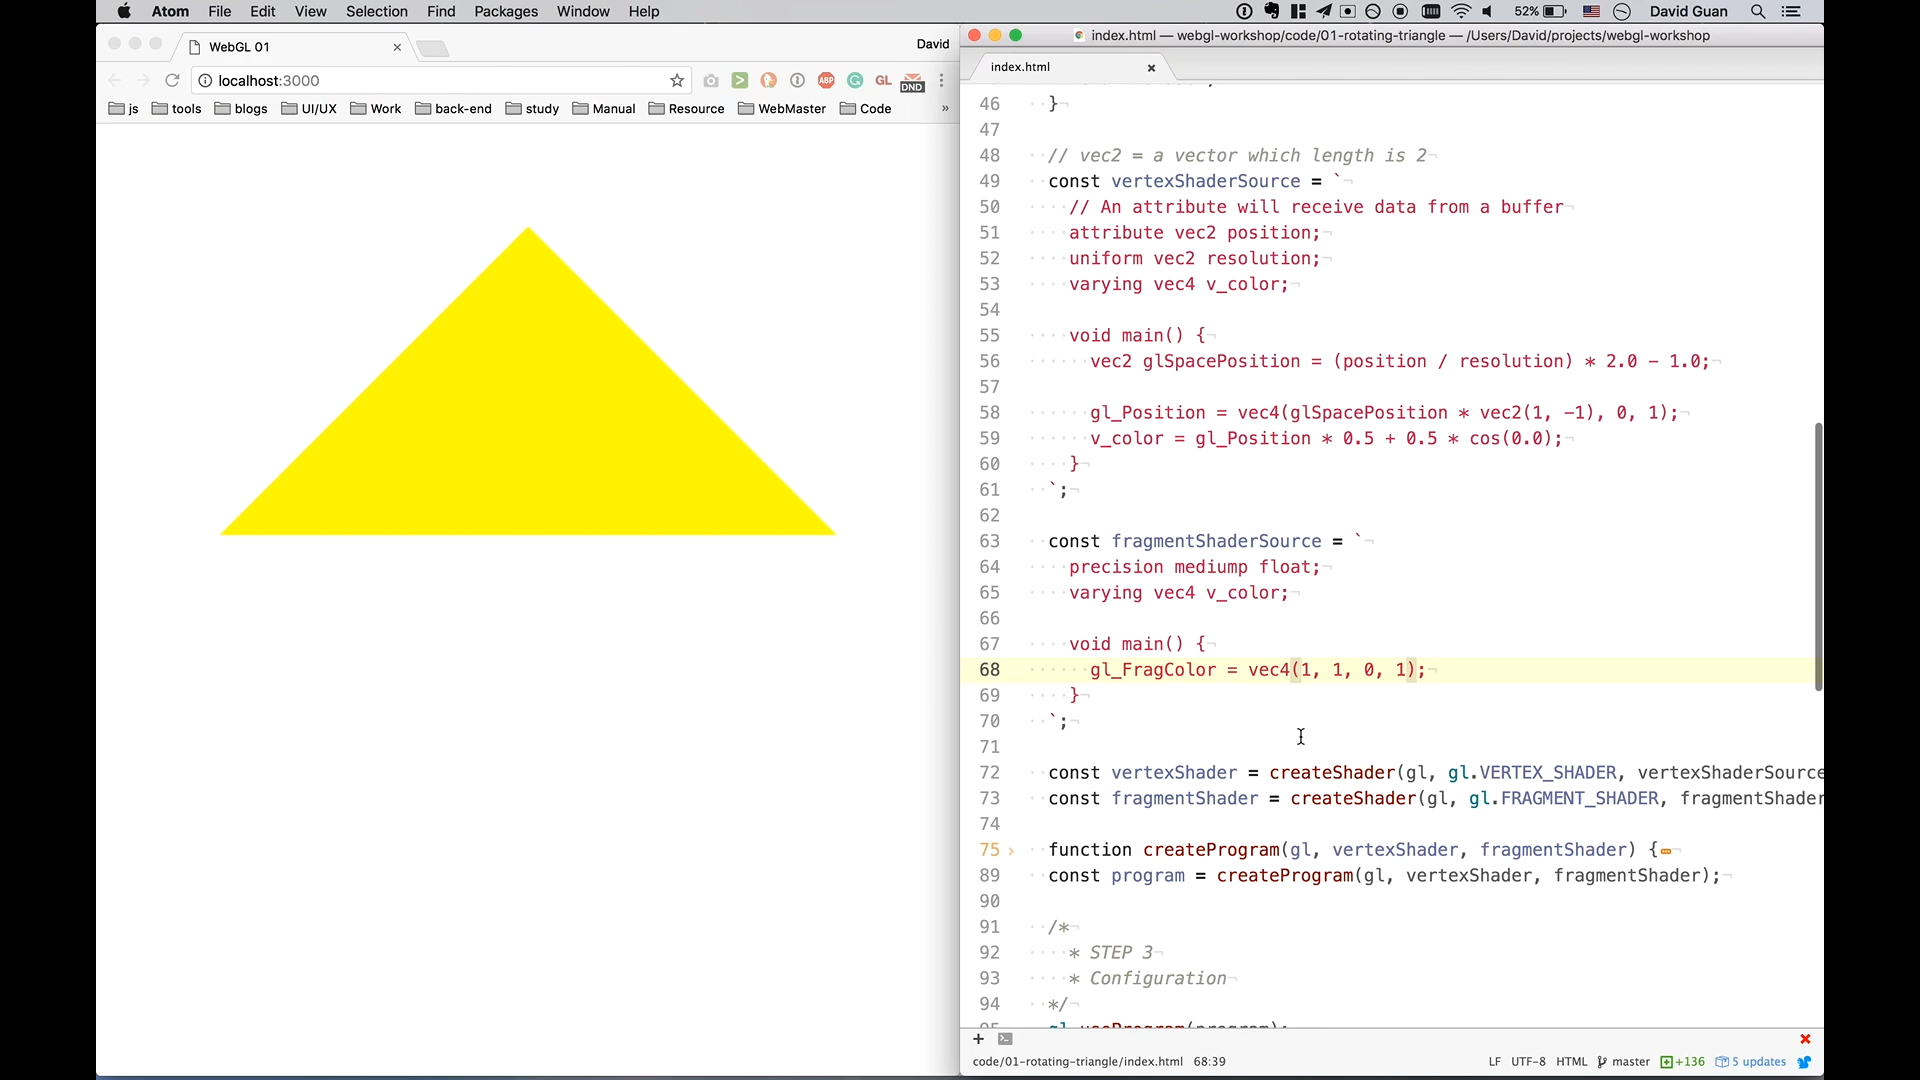 Atom File Edit View Selection Find Packages Window Help 52% David Guan
WebGL 01
David
localhost:3000
ABP GL DND
js tools blogs UI/UX Work back-end study Manual Resource WebMaster Code »
index.html — webgl-workshop/code/01-rotating-triangle — /Users/David/projects/webgl-workshop
index.html
46 }
47
48 // vec2 = a vector which length is 2
49 const vertexShaderSource = `
50 // An attribute will receive data from a buffer
51 attribute vec2 position;
52 uniform vec2 resolution;
53 varying vec4 v_color;
54
55 void main() {
56 vec2 glSpacePosition = (position / resolution) * 2.0 - 1.0;
57
58 gl_Position = vec4(glSpacePosition * vec2(1, -1), 0, 1);
59 v_color = gl_Position * 0.5 + 0.5 * cos(0.0);
60 }
61 `;
62
63 const fragmentShaderSource = `
64 precision mediump float;
65 varying vec4 v_color;
66
67 void main() {
68 gl_FragColor = vec4(1, 1, 0, 1);
69 }
70 `;
71
72 const vertexShader = createShader(gl, gl.VERTEX_SHADER, vertexShaderSource
73 const fragmentShader = createShader(gl, gl.FRAGMENT_SHADER, fragmentShader
74
75 function createProgram(gl, vertexShader, fragmentShader) {
89 const program = createProgram(gl, vertexShader, fragmentShader);
90
91 /*
92 * STEP 3
93 * Configuration
94 */
95 gl.useProgram(program);
code/01-rotating-triangle/index.html 68:39 LF UTF-8 HTML master +136 5 updates